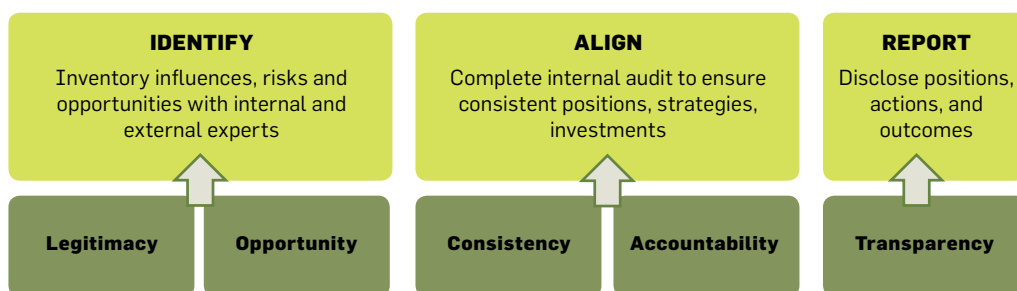 IDENTIFY
Inventory influences, risks and
opportunities with internal and
external experts
ALIGN
Complete internal audit to ensure
consistent positions, strategies,
investments
REPORT
Disclose positions,
actions, and
outcomes
Legitimacy
Opportunity
Consistency
Accountability
Transparency